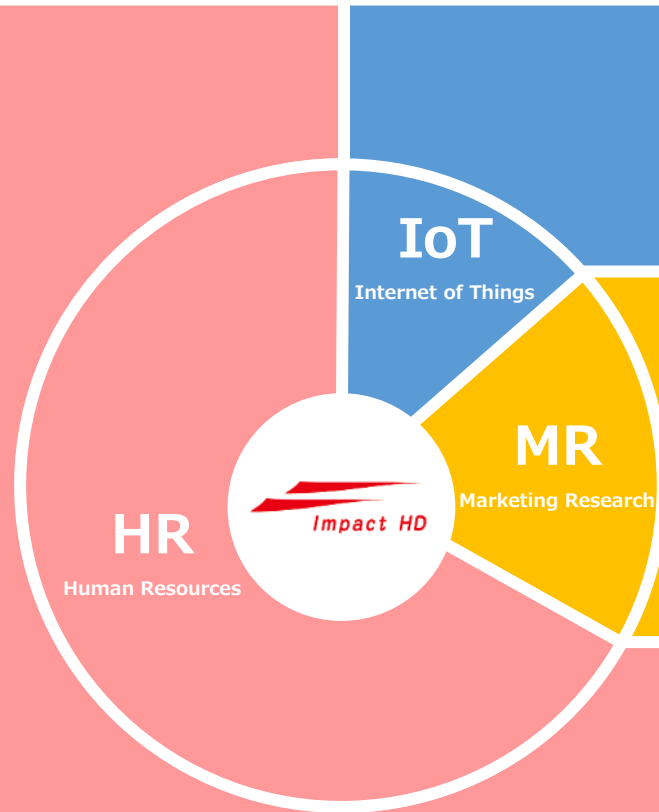 IoT
Internet of Things
MR
Marketing Research
Impact HD
HR
Human Resources